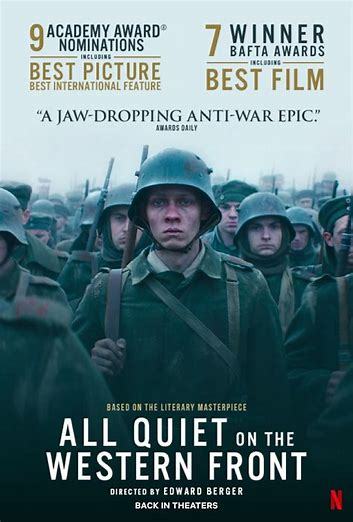 9 ACADEMY AWARD®
NOMINATIONS
INCLUDING
BEST PICTURE
BEST INTERNATIONAL FEATURE
7 WINNER
BAFTA AWARDS
INCLUDING
BEST FILM
“A JAW-DROPPING ANTI-WAR EPIC.”
AWARDS DAILY
BASED ON THE LITERARY MASTERPIECE
ALL QUIET ON THE
WESTERN FRONT
DIRECTED BY EDWARD BERGER
BACK IN THEATERS
N